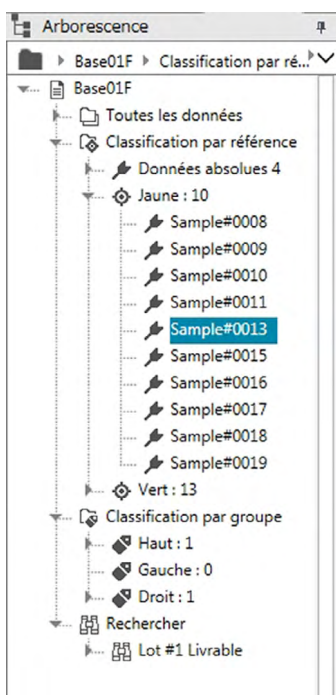 Arborescence
Base01F Classification par ré...
Base01F
Toutes les données
Classification par référence
Données absolues 4
Jaune : 10
Sample#0008
Sample#0009
Sample#0010
Sample#0011
Sample#0013
Sample#0015
Sample#0016
Sample#0017
Sample#0018
Sample#0019
Vert : 13
Classification par groupe
Haut : 1
Gauche : 0
Droit : 1
Rechercher
Lot #1 Livrable